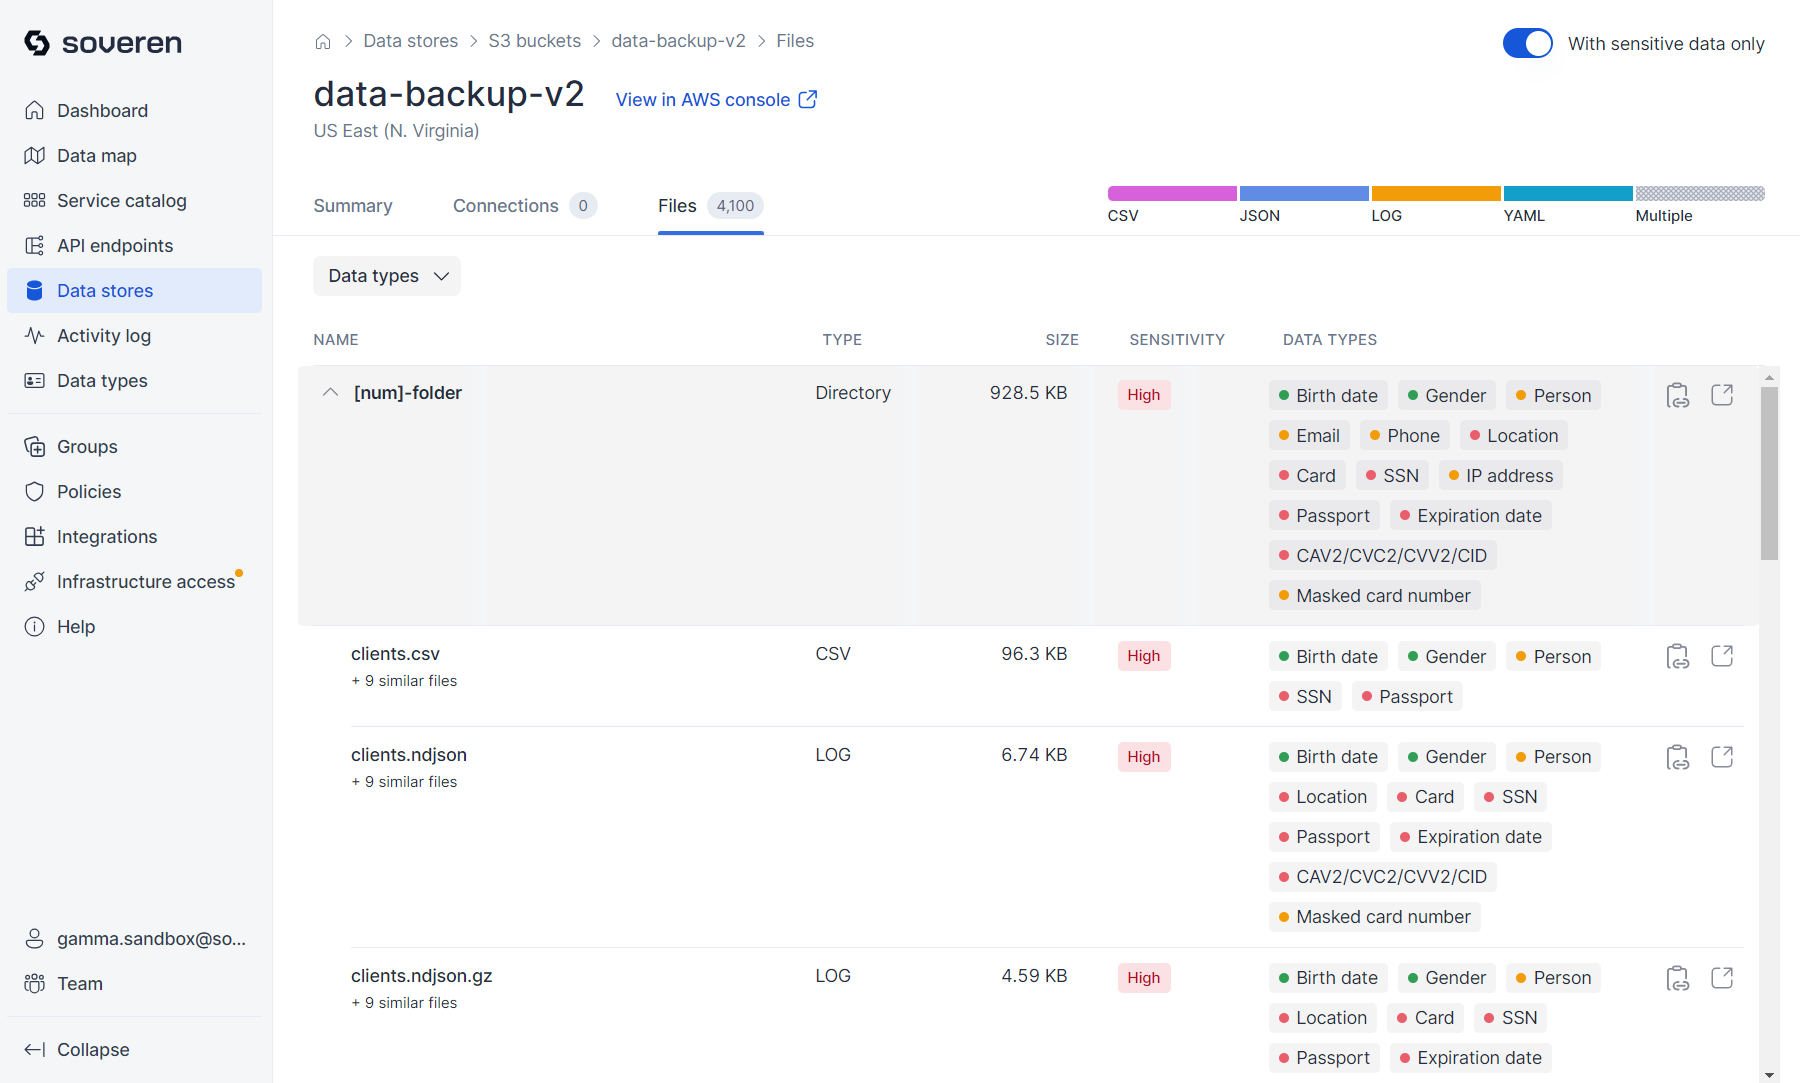 soveren
Dashboard
Data map
Service catalog
API endpoints
Data stores
Activity log
Data types
Groups
Policies
Integrations
Infrastructure access
Help
gamma.sandbox@so...
Team
Collapse
Data stores
S3 buckets
data-backup-v2
Files
With sensitive data only
data-backup-v2
View in AWS console
US East (N. Virginia)
Summary
Connections 0
Files 4,100
CSV
JSON
LOG
YAML
Multiple
Data types
NAME TYPE SIZE SENSITIVITY DATA TYPES
[num]-folder Directory 928.5 KB High Birth date Gender Person
Email Phone Location
Card SSN IP address
Passport Expiration date
CAV2/CVC2/CVV2/CID
Masked card number
clients.csv CSV 96.3 KB High Birth date Gender Person
+ 9 similar files
SSN Passport
clients.ndjson LOG 6.74 KB High Birth date Gender Person
+ 9 similar files
Location Card SSN
Passport Expiration date
CAV2/CVC2/CVV2/CID
Masked card number
clients.ndjson.gz LOG 4.59 KB High Birth date Gender Person
+ 9 similar files
Location Card SSN
Passport Expiration date